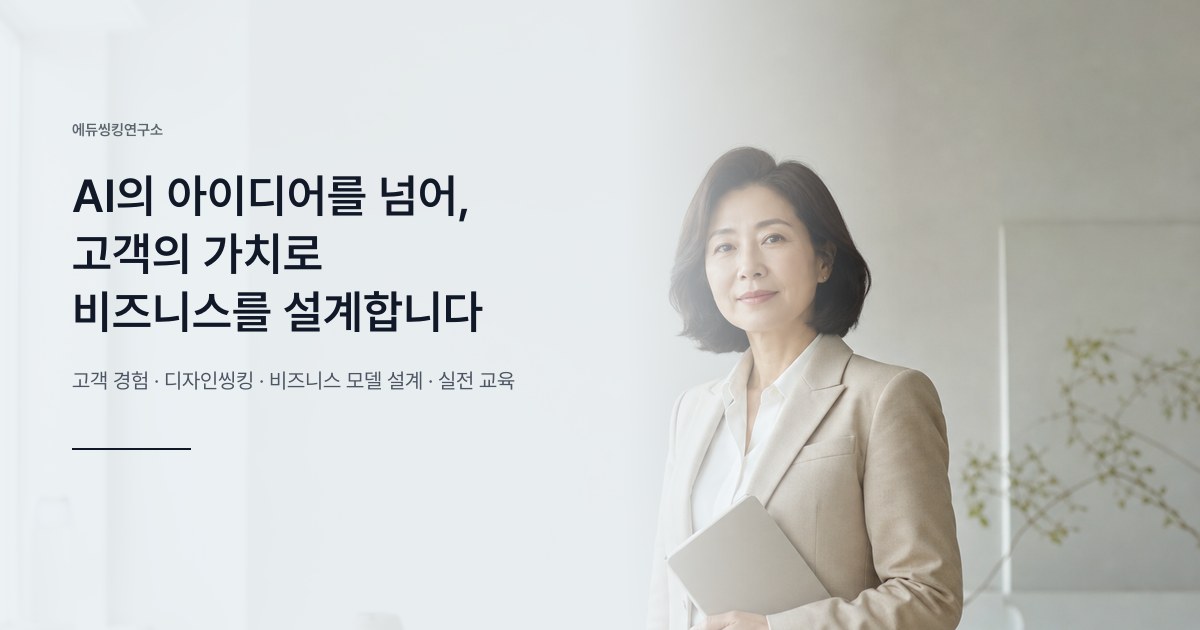 에듀씽킹연구소
AI의 아이디어를 넘어,
고객의 가치로
비즈니스를 설계합니다
고객 경험 · 디자인씽킹 · 비즈니스 모델 설계 · 실전 교육